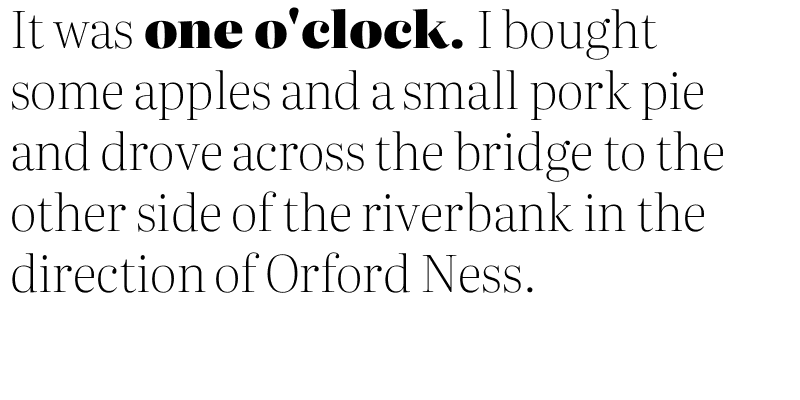 It was one o'clock. I bought
some apples and a small pork pie
and drove across the bridge to the
other side of the riverbank in the
direction of Orford Ness.